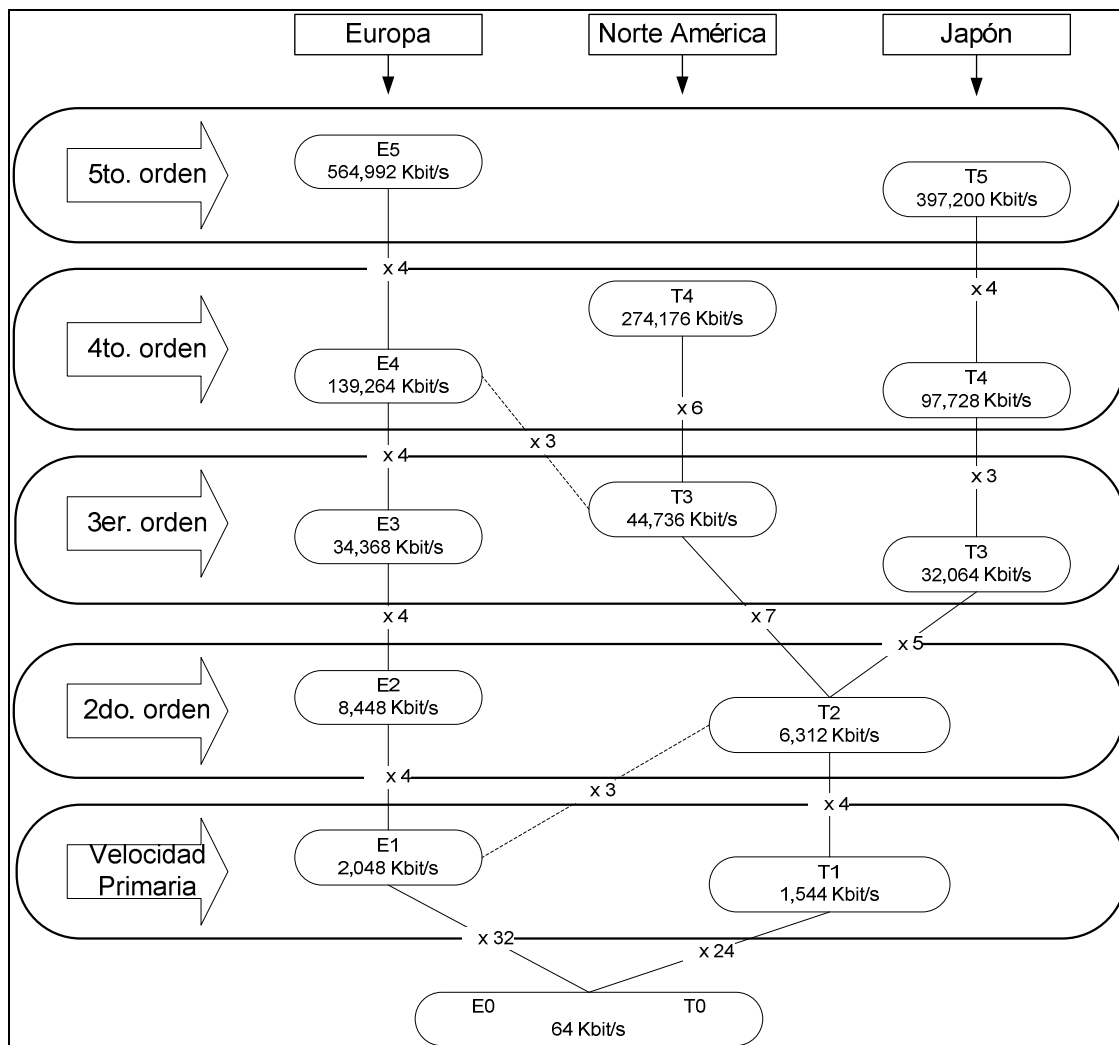 Europa
Norte América
Japón
5to. orden
E5
564,992 Kbit/s
T5
397,200 Kbit/s
x 4
x 4
4to. orden
T4
274,176 Kbit/s
E4
139,264 Kbit/s
T4
97,728 Kbit/s
x 6
x 3
x 4
x 3
3er. orden
T3
44,736 Kbit/s
E3
34,368 Kbit/s
T3
32,064 Kbit/s
x 4
x 7
x 5
2do. orden
E2
8,448 Kbit/s
T2
6,312 Kbit/s
x 4
x 3
x 4
Velocidad
Primaria
E1
2,048 Kbit/s
T1
1,544 Kbit/s
x 32
x 24
E0 T0
64 Kbit/s